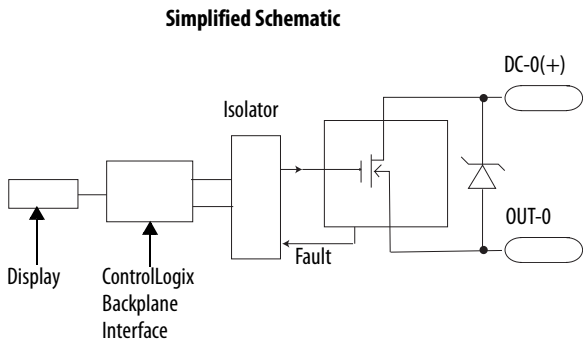 Simplified Schematic
DC-0(+)
Isolator
OUT-0
Fault
Display
ControlLogix
Backplane
Interface